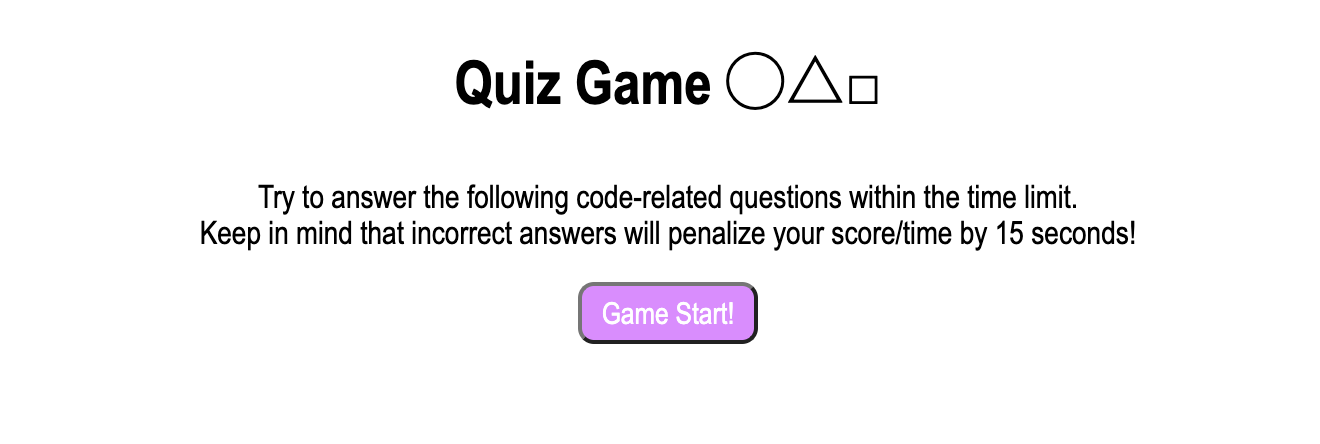 Quiz Game ◯△□
Try to answer the following code-related questions within the time limit.
Keep in mind that incorrect answers will penalize your score/time by 15 seconds!
Game Start!